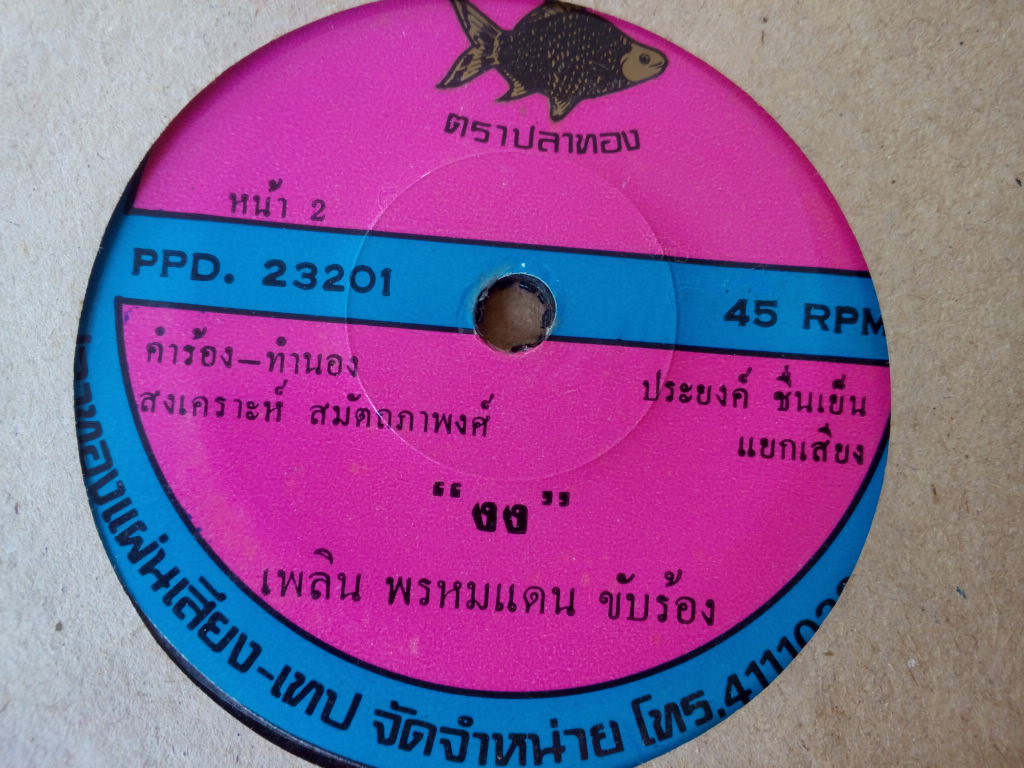 ตราปลาทอง
หน้า 2
PPD. 23201
45 RPM
คำร้อง-ทำนอง
สงเคราะห์ สมัตถภาพงศ์
ประยงค์ ชื่นเย็น
แยกเสียง
“งง”
เพลิน พรหมแดน ขับร้อง
แผ่นเสียง-เทป จัดจำหน่าย โทร.